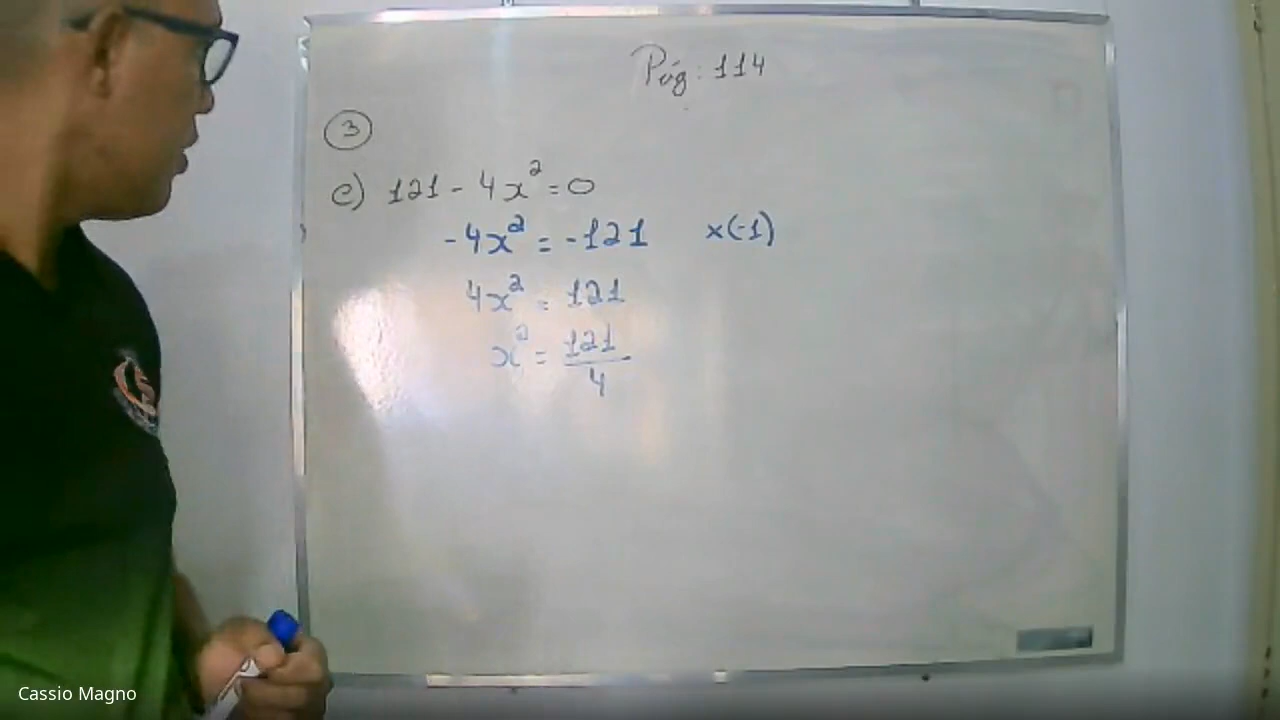 Pág: 114
3
e) 121 - 4x² = 0
-4x² = -121 x(-1)
4x² = 121
x² = 121/4
Cassio Magno